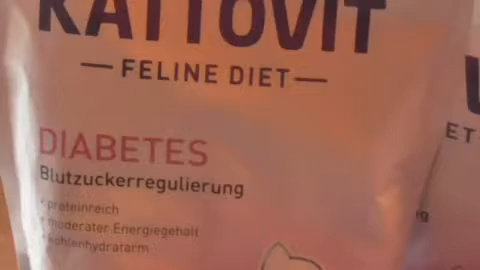 KATTOVIT
FELINE DIET
DIABETES
Blutzuckerregulierung
proteinreich
moderater Energiegehalt
kohlenhydratarm